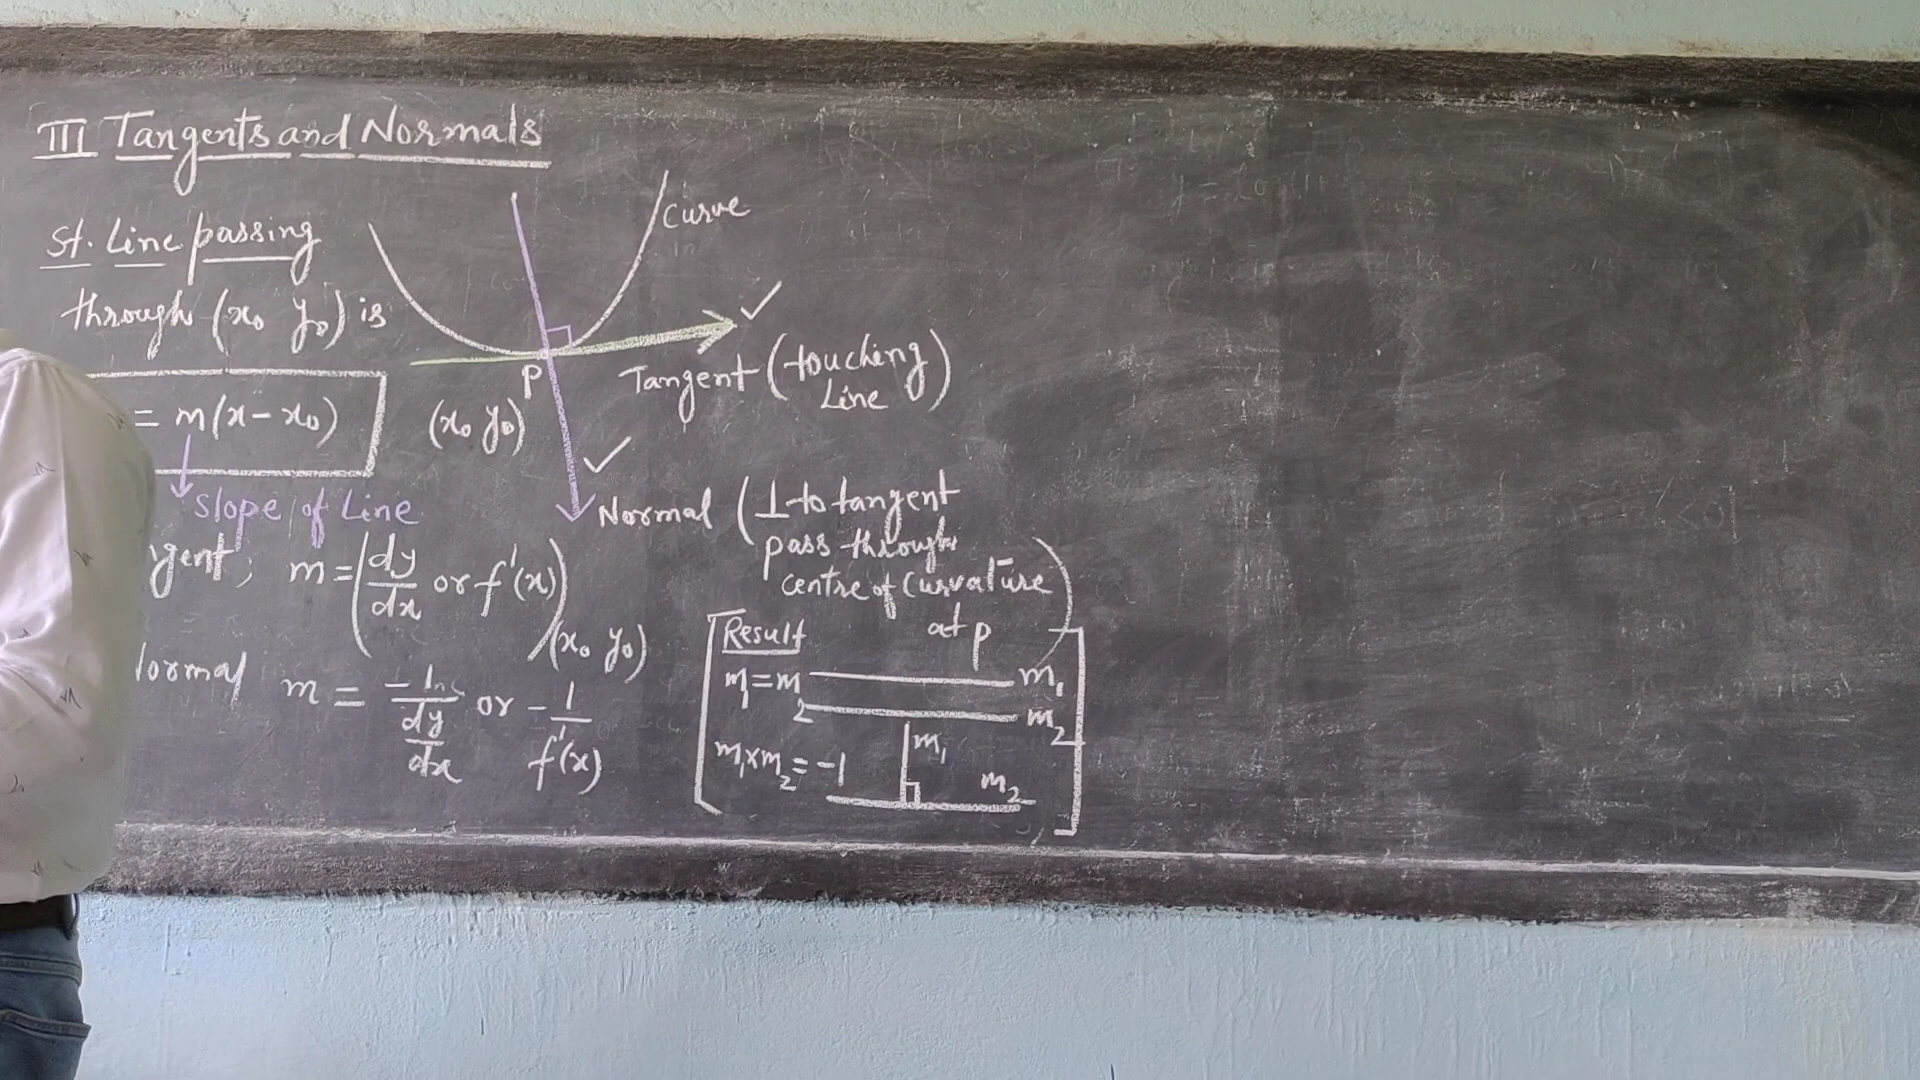 III Tangents and Normals
St. Line passing
through (x₀ y₀) is
= m(x-x₀)
slope of Line
gent; m = (dy/dx or f'(x))(x₀ y₀)
ormal m = -1/(dy/dx) or -1/f'(x)
Curve
P
(x₀ y₀)
Tangent (touching
Line)
Normal (⊥ to tangent
pass through
centre of curvature
at P)
Result
m₁=m₂
m₁
m₂
m₁×m₂=-1
m₁
m₂